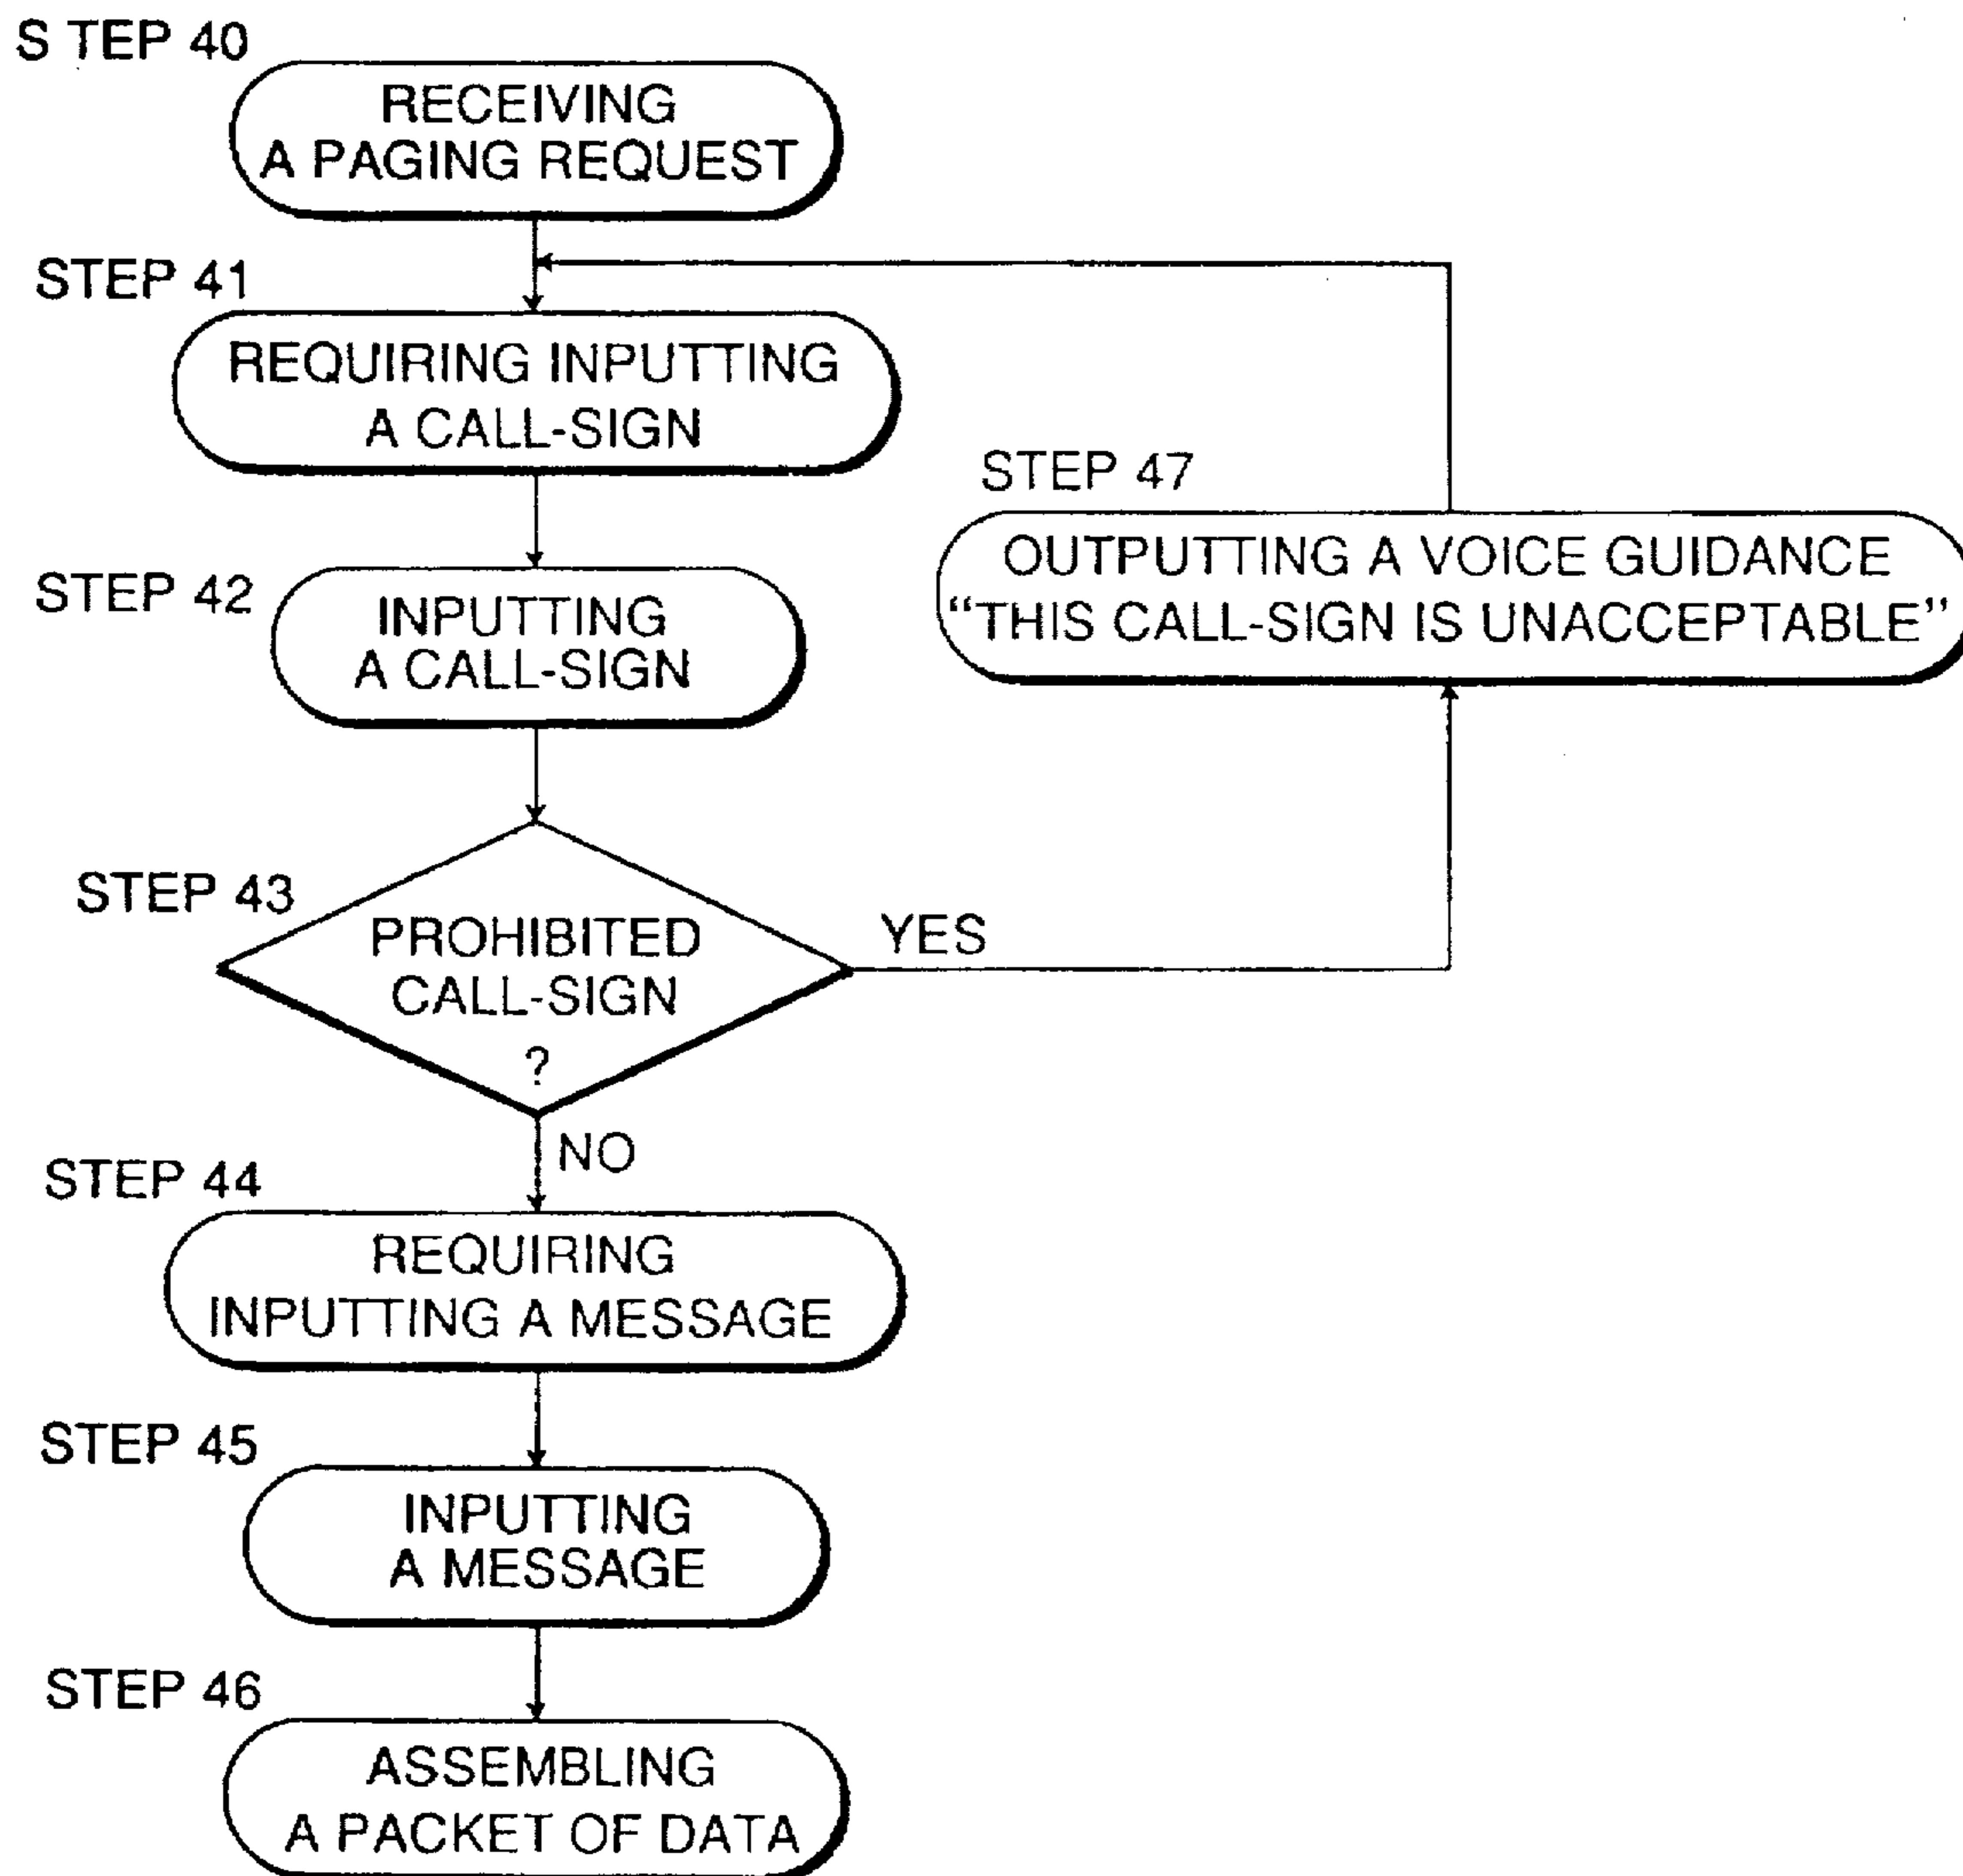 S TEP 40
RECEIVING
A PAGING REQUEST
STEP 41
REQUIRING INPUTTING
A CALL-SIGN
STEP 47
OUTPUTTING A VOICE GUIDANCE
“THIS CALL-SIGN IS UNACCEPTABLE”
STEP 42
INPUTTING
A CALL-SIGN
STEP 43
PROHIBITED
CALL-SIGN
?
YES
NO
STEP 44
REQUIRING
INPUTTING A MESSAGE
STEP 45
INPUTTING
A MESSAGE
STEP 46
ASSEMBLING
A PACKET OF DATA